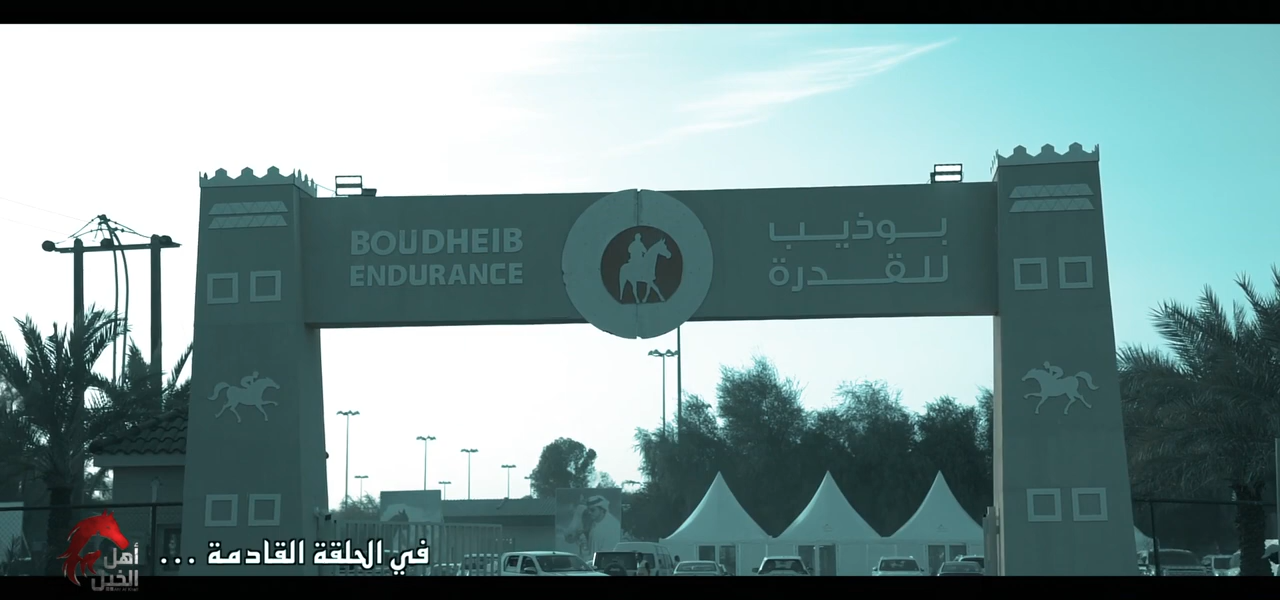 BOUDHEIB
ENDURANCE
بوذيب
للقدرة
في الحلقة القادمة ...
أهل
الخيل